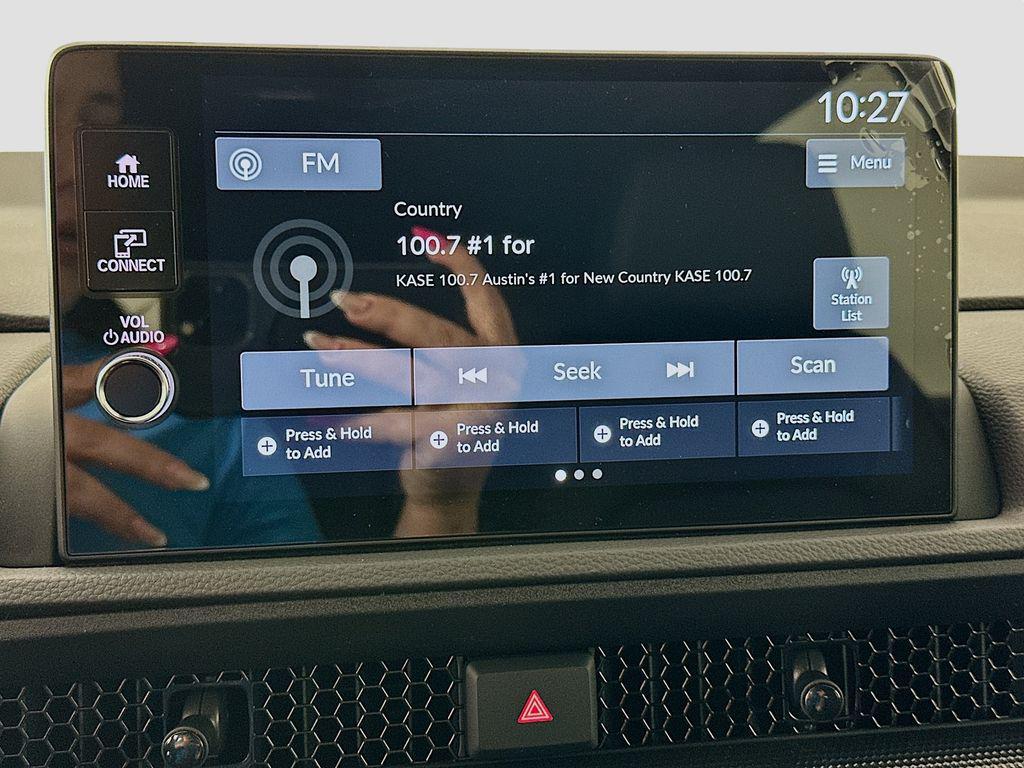 10:27
FM
Menu
HOME
CONNECT
VOL
AUDIO
Country
100.7 #1 for
KASE 100.7 Austin's #1 for New Country KASE 100.7
Station
List
Tune
Seek
Scan
Press & Hold
to Add
Press & Hold
to Add
Press & Hold
to Add
Press & Hold
to Add